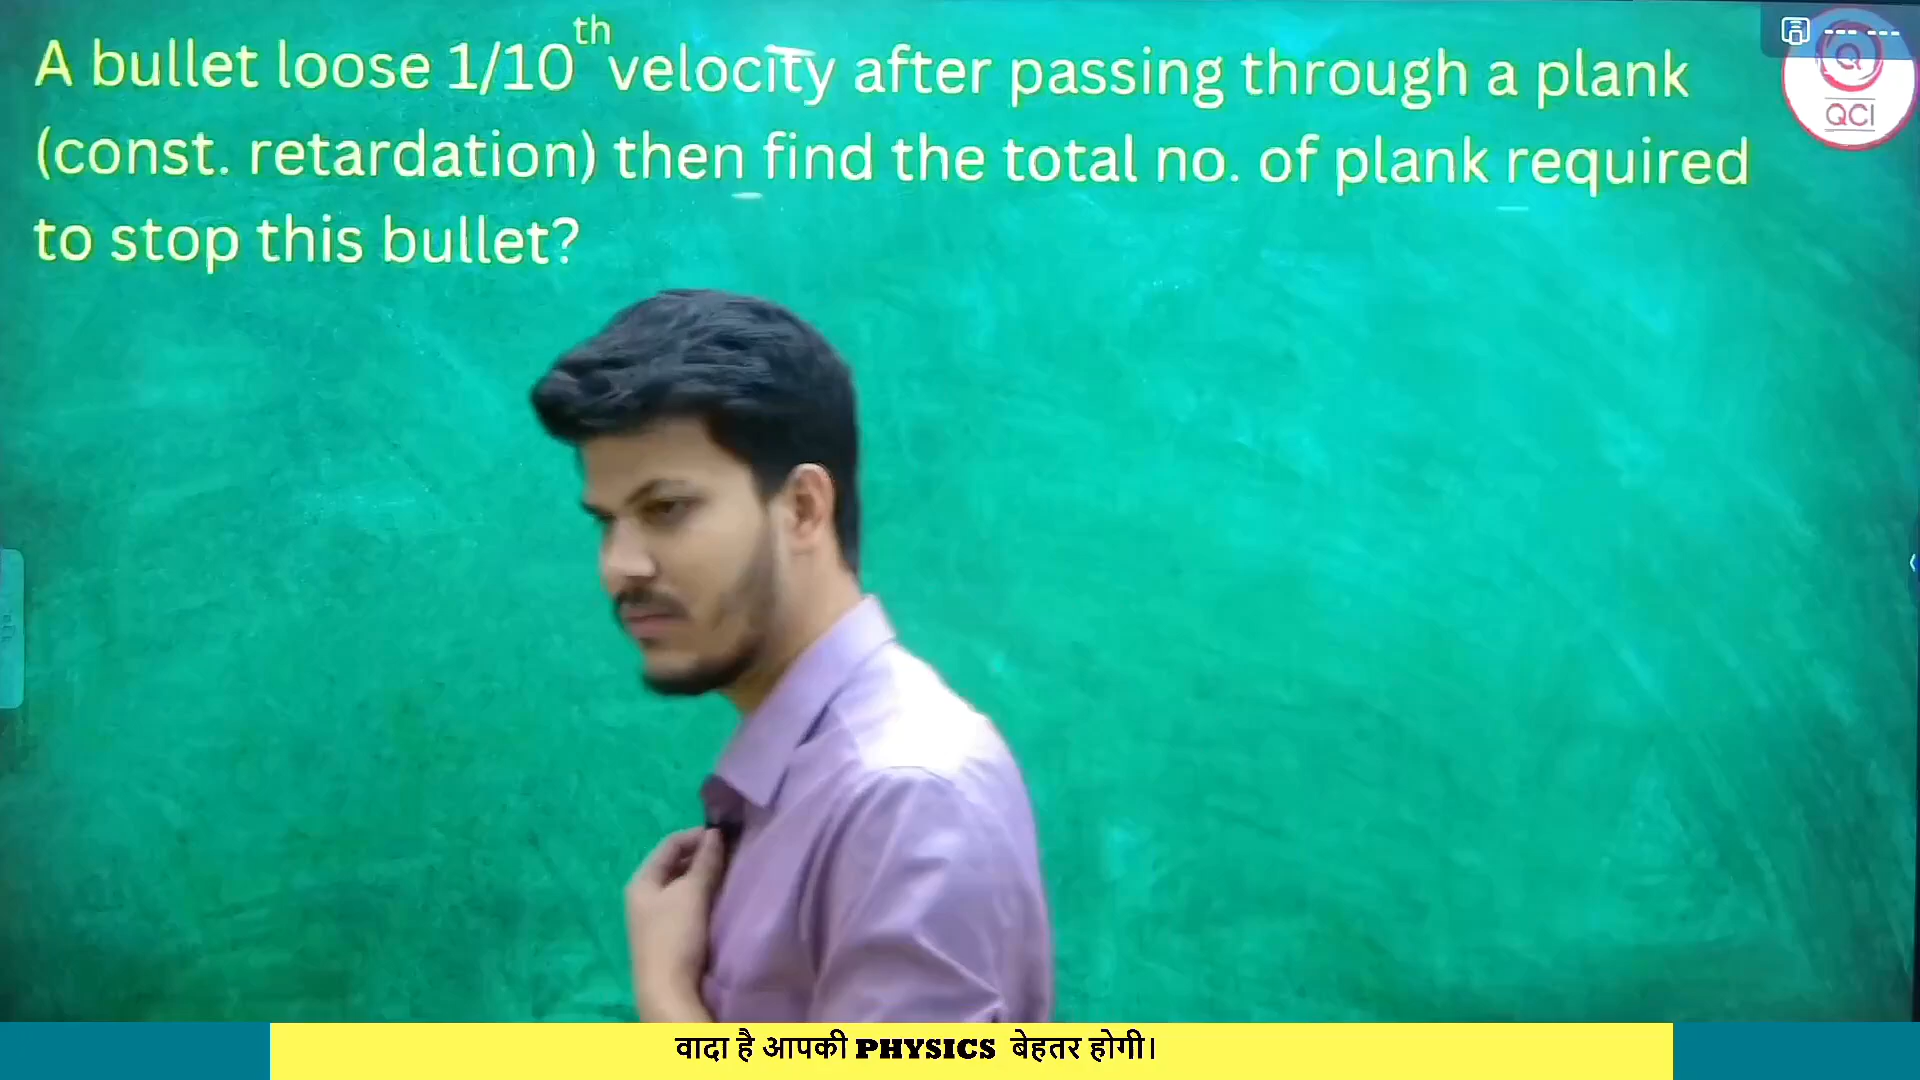 A bullet loose 1/10th velocity after passing through a plank
(const. retardation) then find the total no. of plank required
to stop this bullet?
Q
QCI
वादा है आपकी PHYSICS बेहतर होगी।